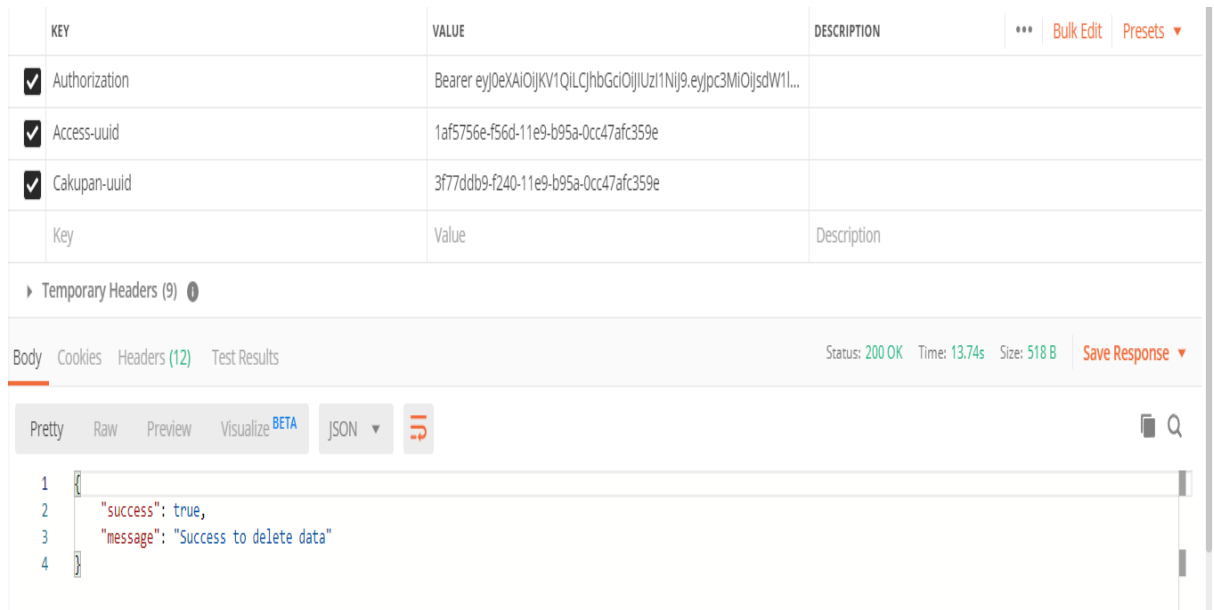 KEY VALUE DESCRIPTION ••• Bulk Edit Presets
Authorization Bearer eyJ0eXAiOiJKV1QiLCJhbGciOiJIUzI1NiJ9.eyJpc3MiOiJsdW1l...
Access-uuid 1af5756e-f56d-11e9-b95a-0cc47afc359e
Cakupan-uuid 3f77ddb9-f240-11e9-b95a-0cc47afc359e
Key Value Description
Temporary Headers (9)
Body Cookies Headers (12) Test Results Status: 200 OK Time: 13.74s Size: 518 B Save Response
Pretty Raw Preview Visualize BETA JSON
1 {
2 "success": true,
3 "message": "Success to delete data"
4 }